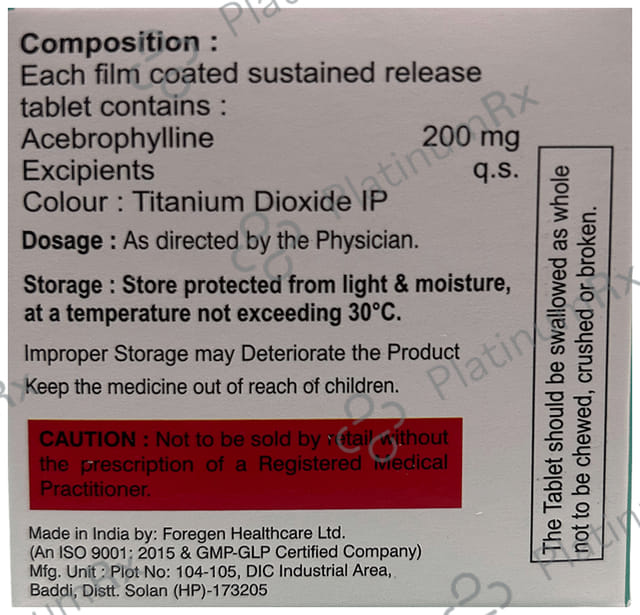 Composition :
Each film coated sustained release
tablet contains :
Acebrophylline 200 mg
Excipients q.s.
Colour : Titanium Dioxide IP
Dosage : As directed by the Physician.
Storage : Store protected from light & moisture,
at a temperature not exceeding 30°C.
Improper Storage may Deteriorate the Product
Keep the medicine out of reach of children.
CAUTION : Not to be sold by retail without
the prescription of a Registered Medical
Practitioner.
Made in India by: Foregen Healthcare Ltd.
(An ISO 9001: 2015 & GMP-GLP Certified Company)
Mfg. Unit : Plot No: 104-105, DIC Industrial Area,
Baddi, Distt. Solan (HP)-173205
The Tablet should be swallowed as whole
not to be chewed, crushed or broken.
PlatinumRx
PlatinumRx